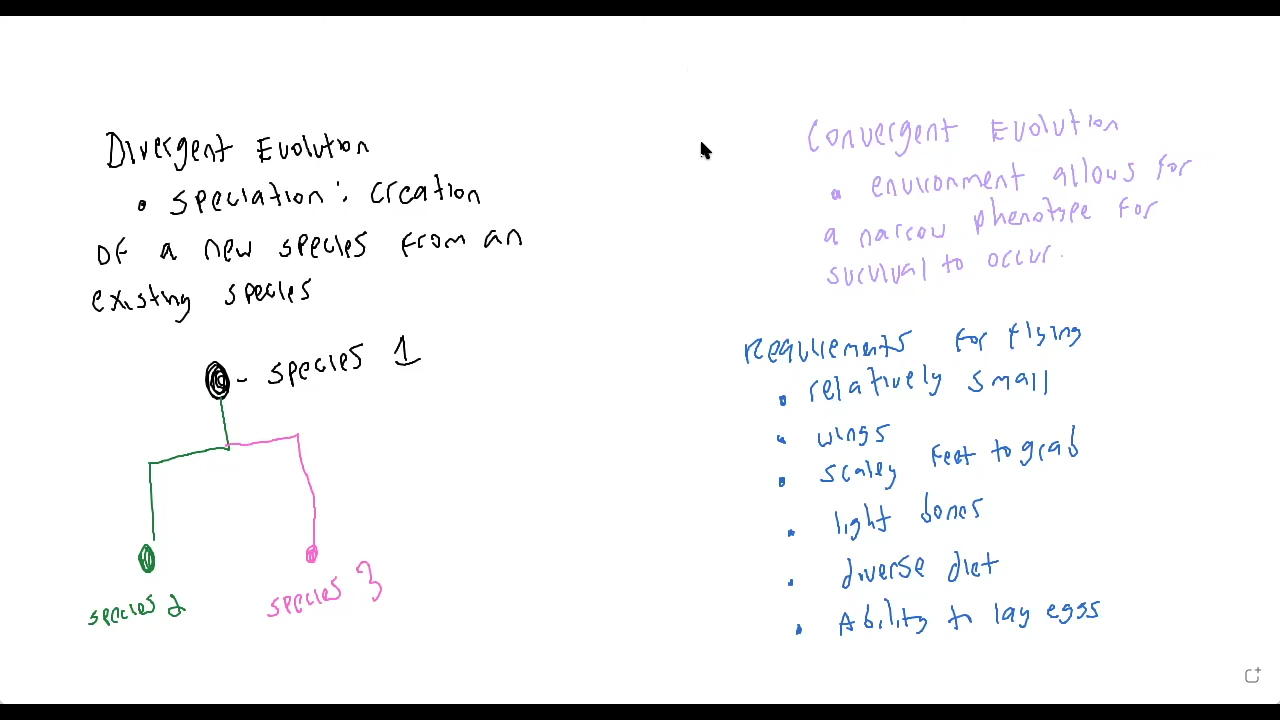 Divergent Evolution
• speciation: creation
of a new species from an
existing species
- species 1
species 2
species 3
Convergent Evolution
• environment allows for
a narrow phenotype for
survival to occur.
Requirements for flying
• relatively small
• wings
• scaley feet to grab
• light bones
• diverse diet
• Ability to lay eggs